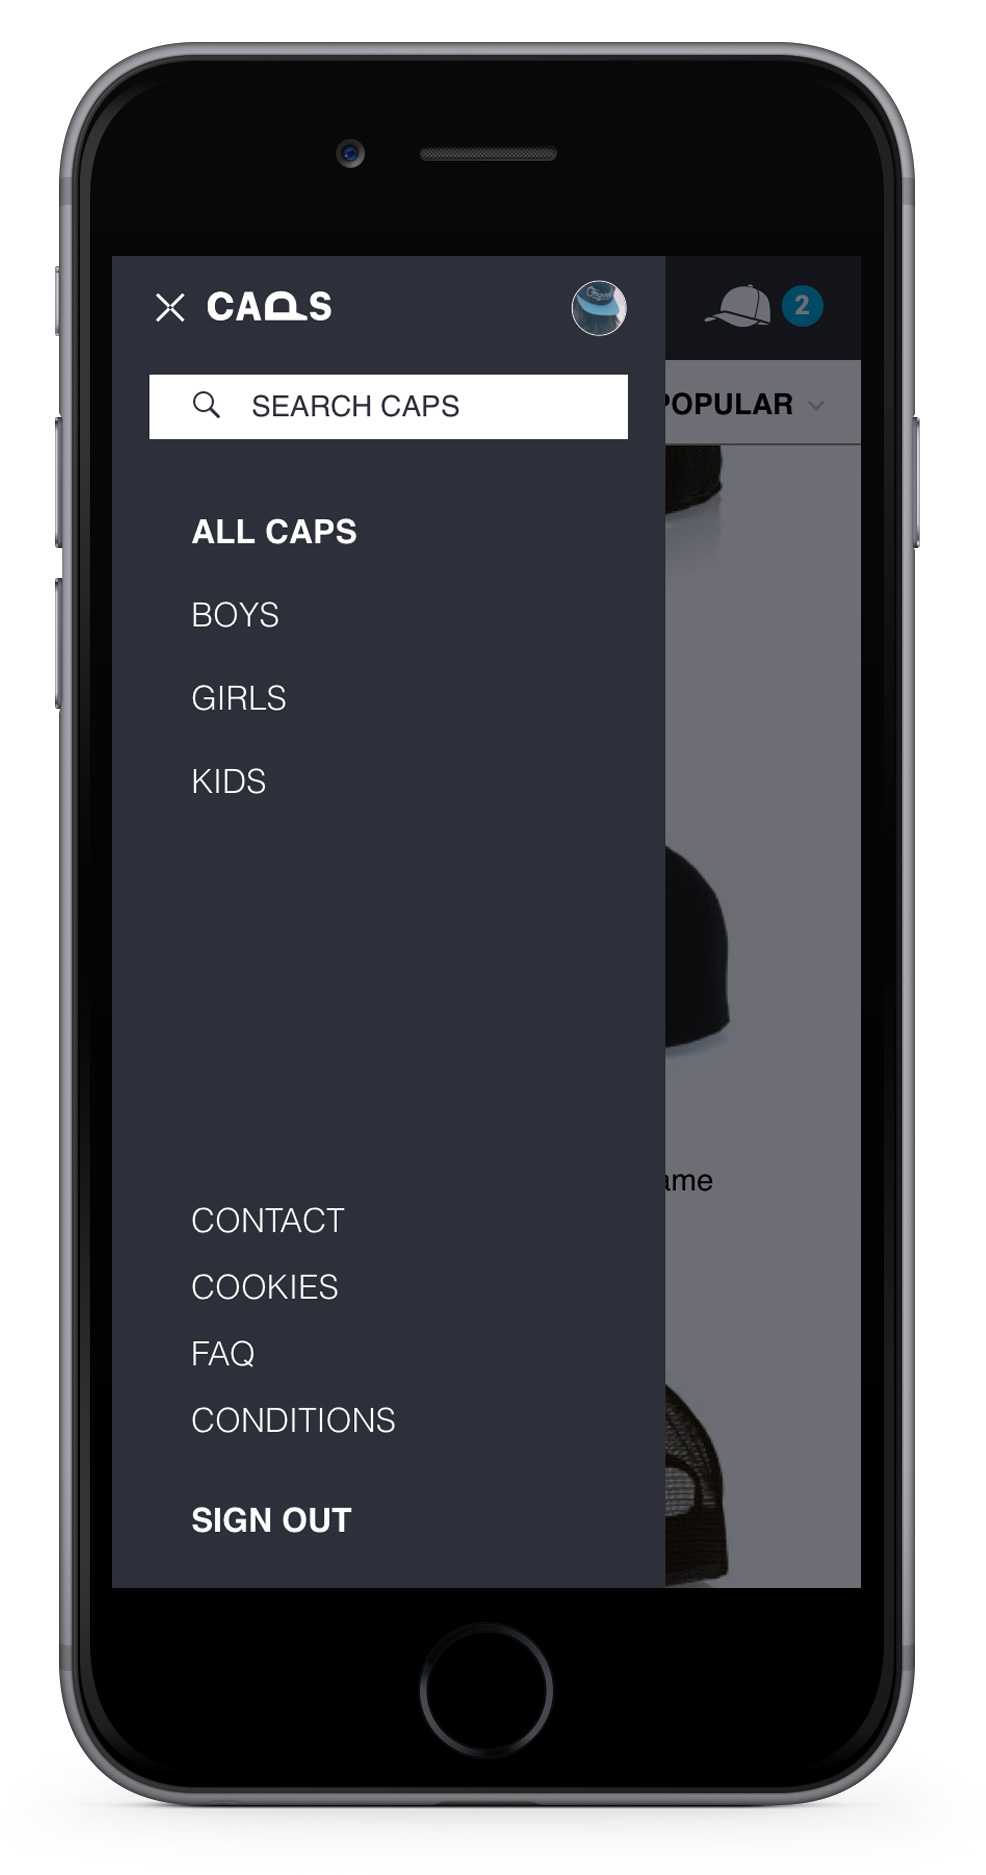 CAPS
2
SEARCH CAPS
POPULAR
ALL CAPS
BOYS
GIRLS
KIDS
ame
CONTACT
COOKIES
FAQ
CONDITIONS
SIGN OUT